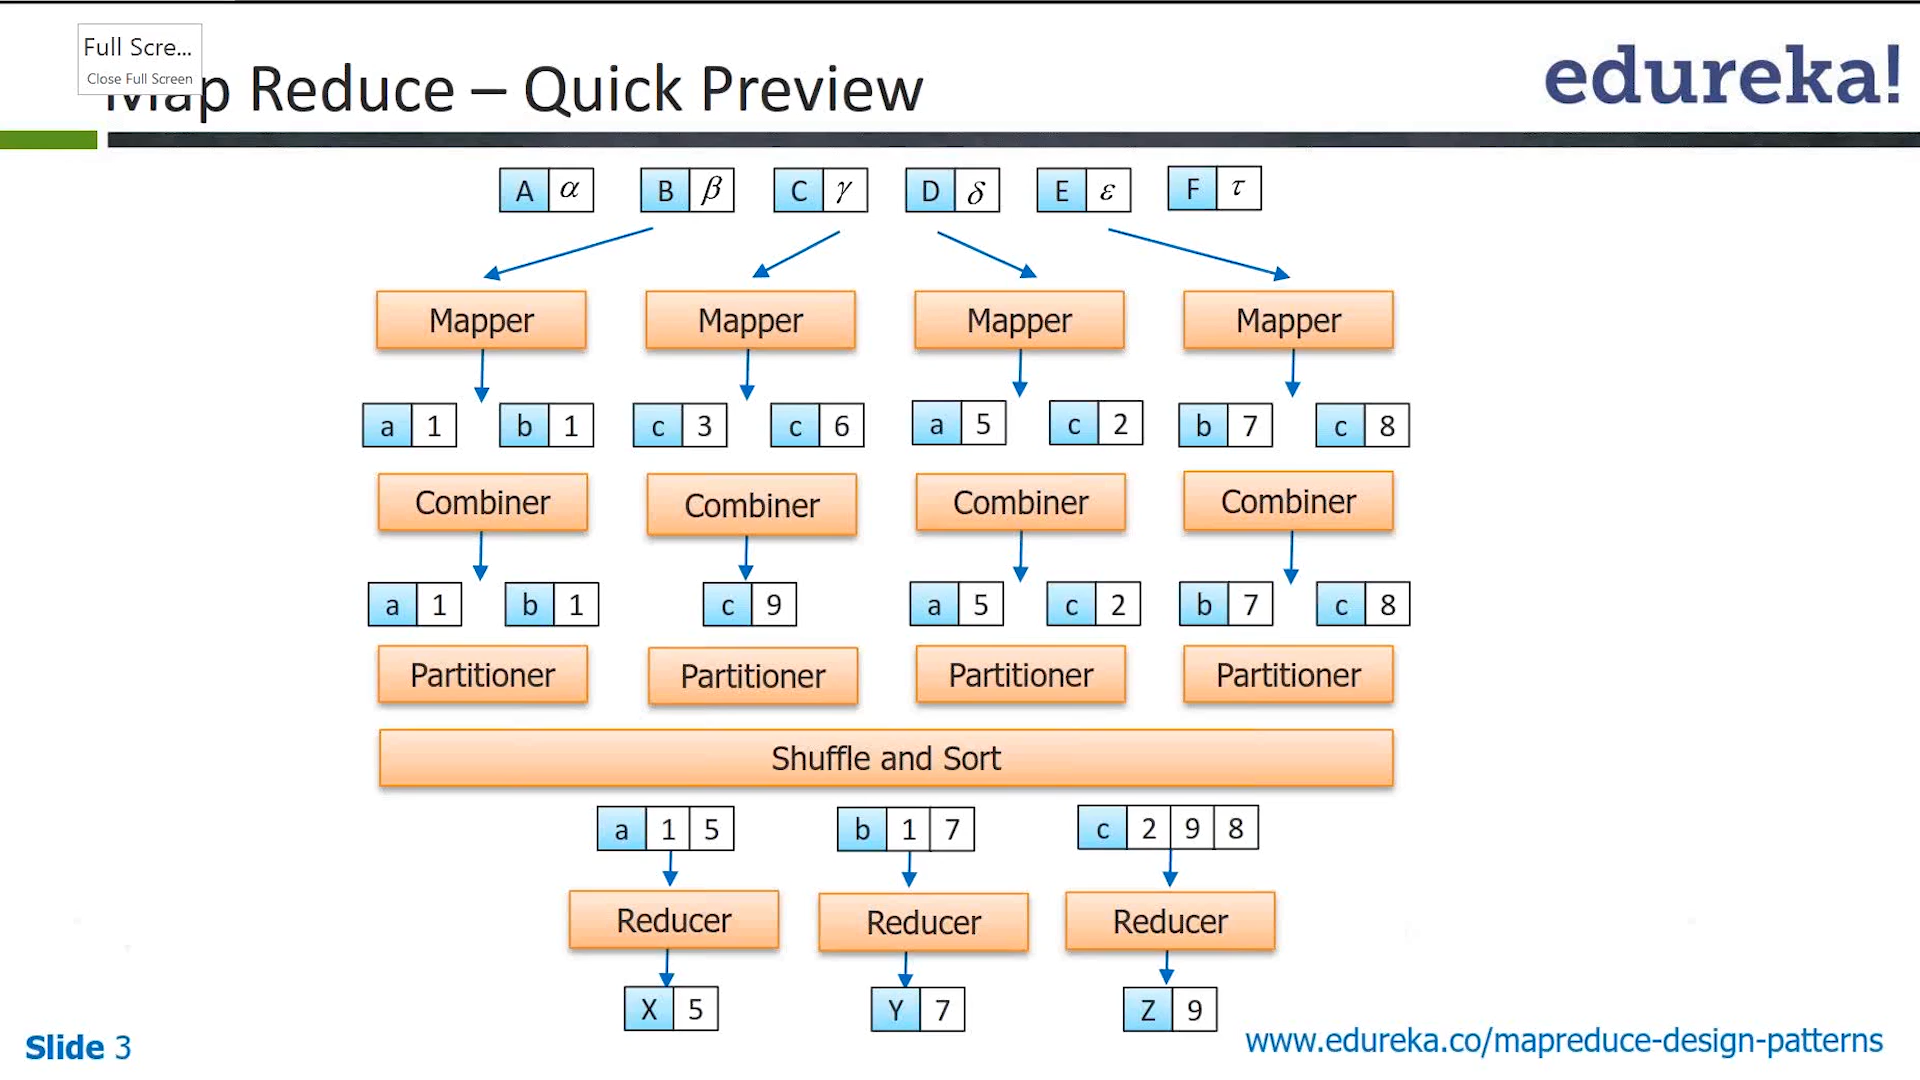 Full Scre...
Close Full Screen
Map Reduce – Quick Preview
edureka!
A α B β C γ D δ E ε F τ
Mapper Mapper Mapper Mapper
a 1 b 1 c 3 c 6 a 5 c 2 b 7 c 8
Combiner Combiner Combiner Combiner
a 1 b 1 c 9 a 5 c 2 b 7 c 8
Partitioner Partitioner Partitioner Partitioner
Shuffle and Sort
a 1 5 b 1 7 c 2 9 8
Reducer Reducer Reducer
X 5 Y 7 Z 9
Slide 3
www.edureka.co/mapreduce-design-patterns